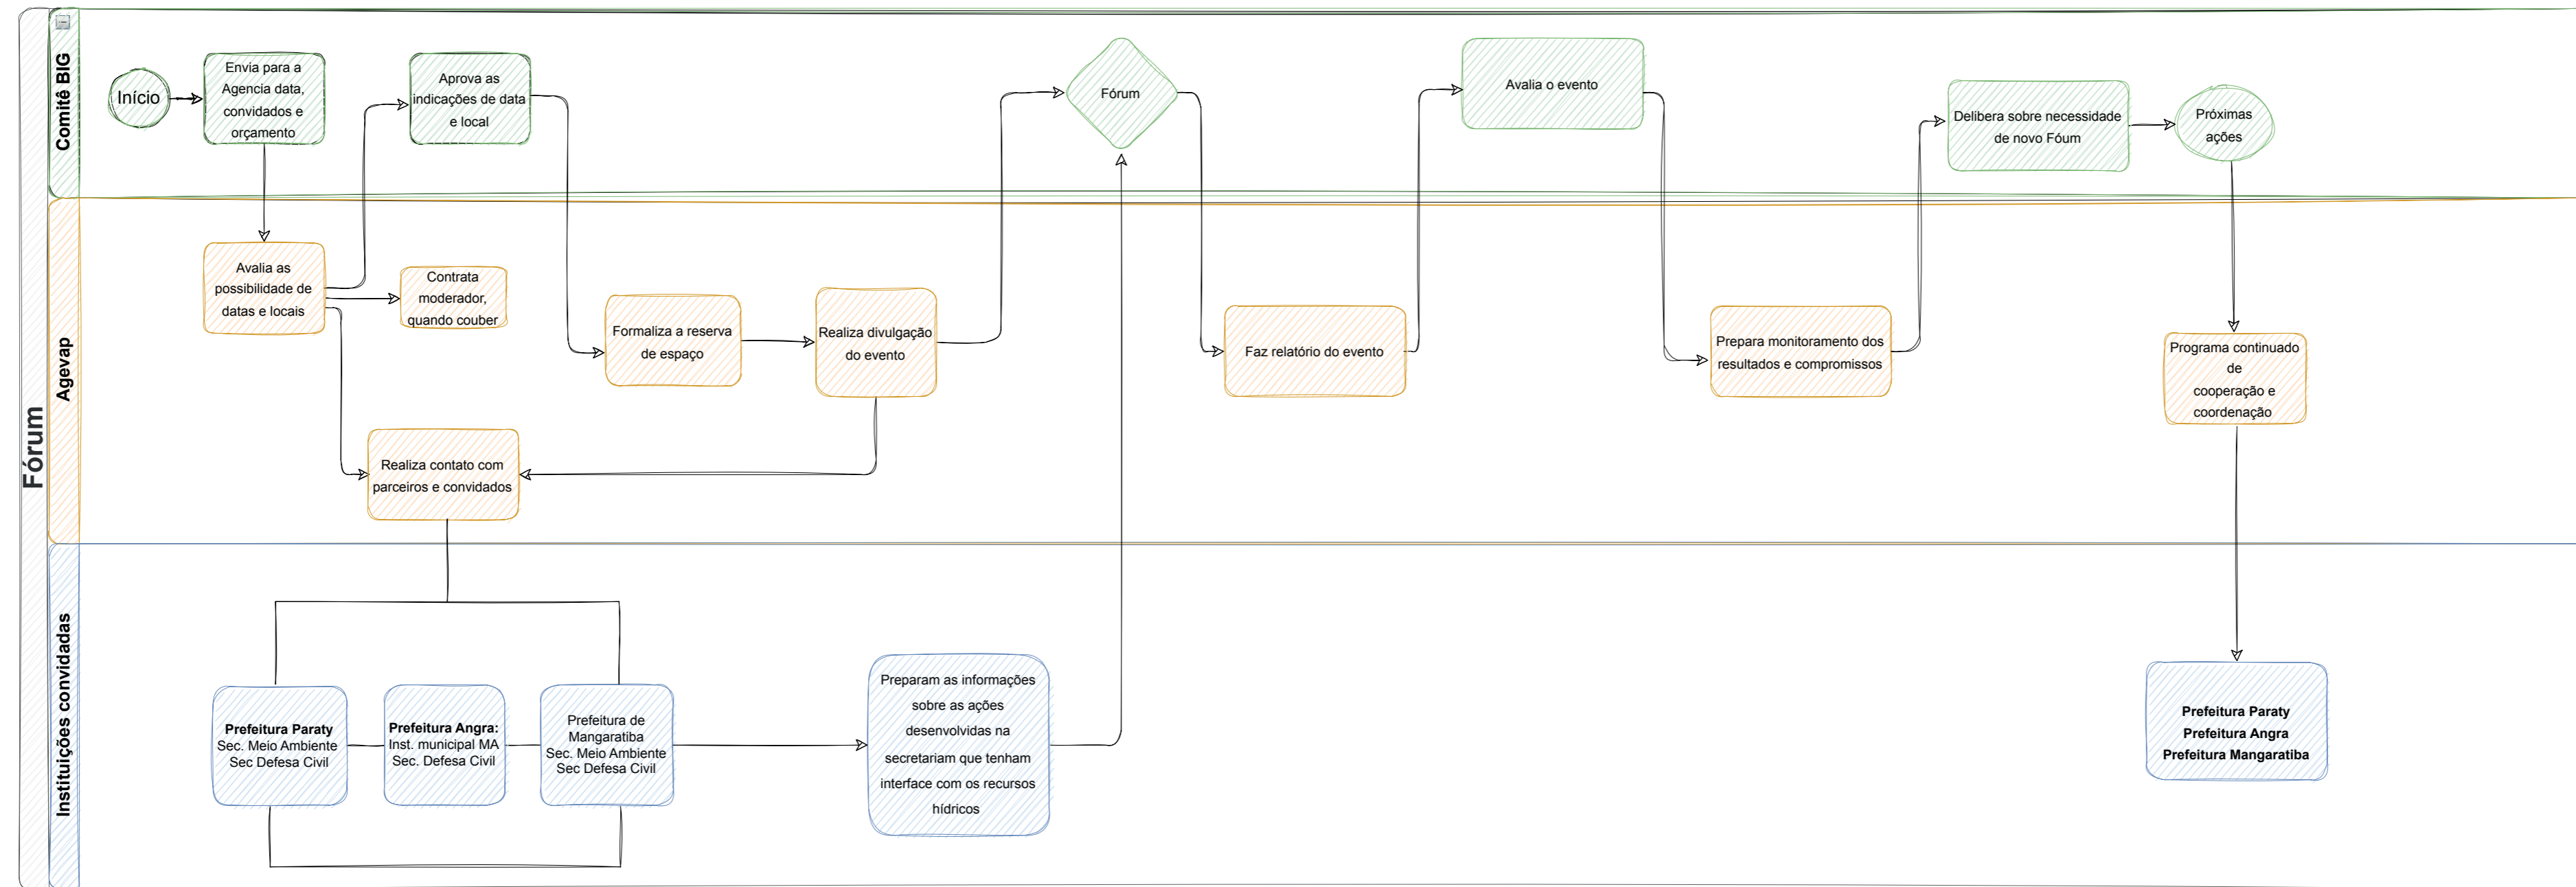 Fórum
Comitê BIG
Início
Envia para a
Agencia data,
convidados e
orçamento
Aprova as
indicações de data
e local
Fórum
Avalia o evento
Delibera sobre necessidade
de novo Fóum
Próximas
ações
Agevap
Avalia as
possibilidade de
datas e locais
Contrata
moderador,
quando couber
Formaliza a reserva
de espaço
Realiza divulgação
do evento
Faz relatório do evento
Prepara monitoramento dos
resultados e compromissos
Programa continuado
de
cooperação e
coordenação
Realiza contato com
parceiros e convidados
Instituições convidadas
Prefeitura Paraty
Sec. Meio Ambiente
Sec Defesa Civil
Prefeitura Angra:
Inst. municipal MA
Sec. Defesa Civil
Prefeitura de
Mangaratiba
Sec. Meio Ambiente
Sec Defesa Civil
Preparam as informações
sobre as ações
desenvolvidas na
secretariam que tenham
interface com os recursos
hídricos
Prefeitura Paraty
Prefeitura Angra
Prefeitura Mangaratiba